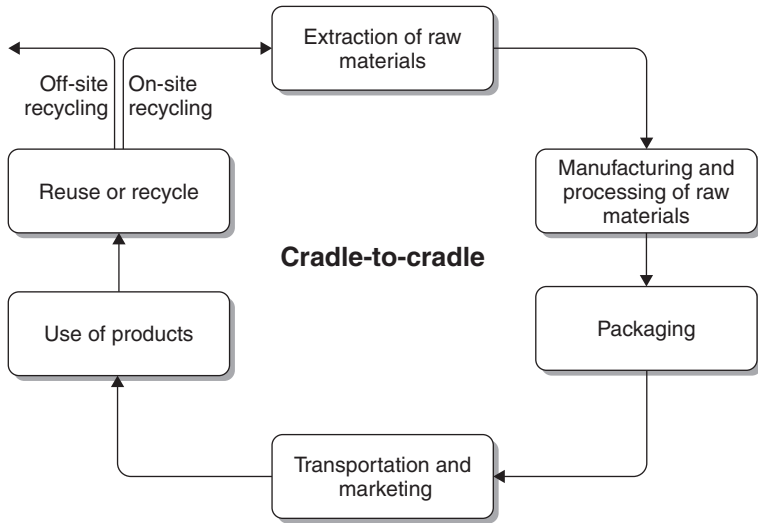 Extraction of raw
materials
Off-site
recycling
On-site
recycling
Reuse or recycle
Manufacturing and
processing of raw
materials
Cradle-to-cradle
Use of products
Packaging
Transportation and
marketing